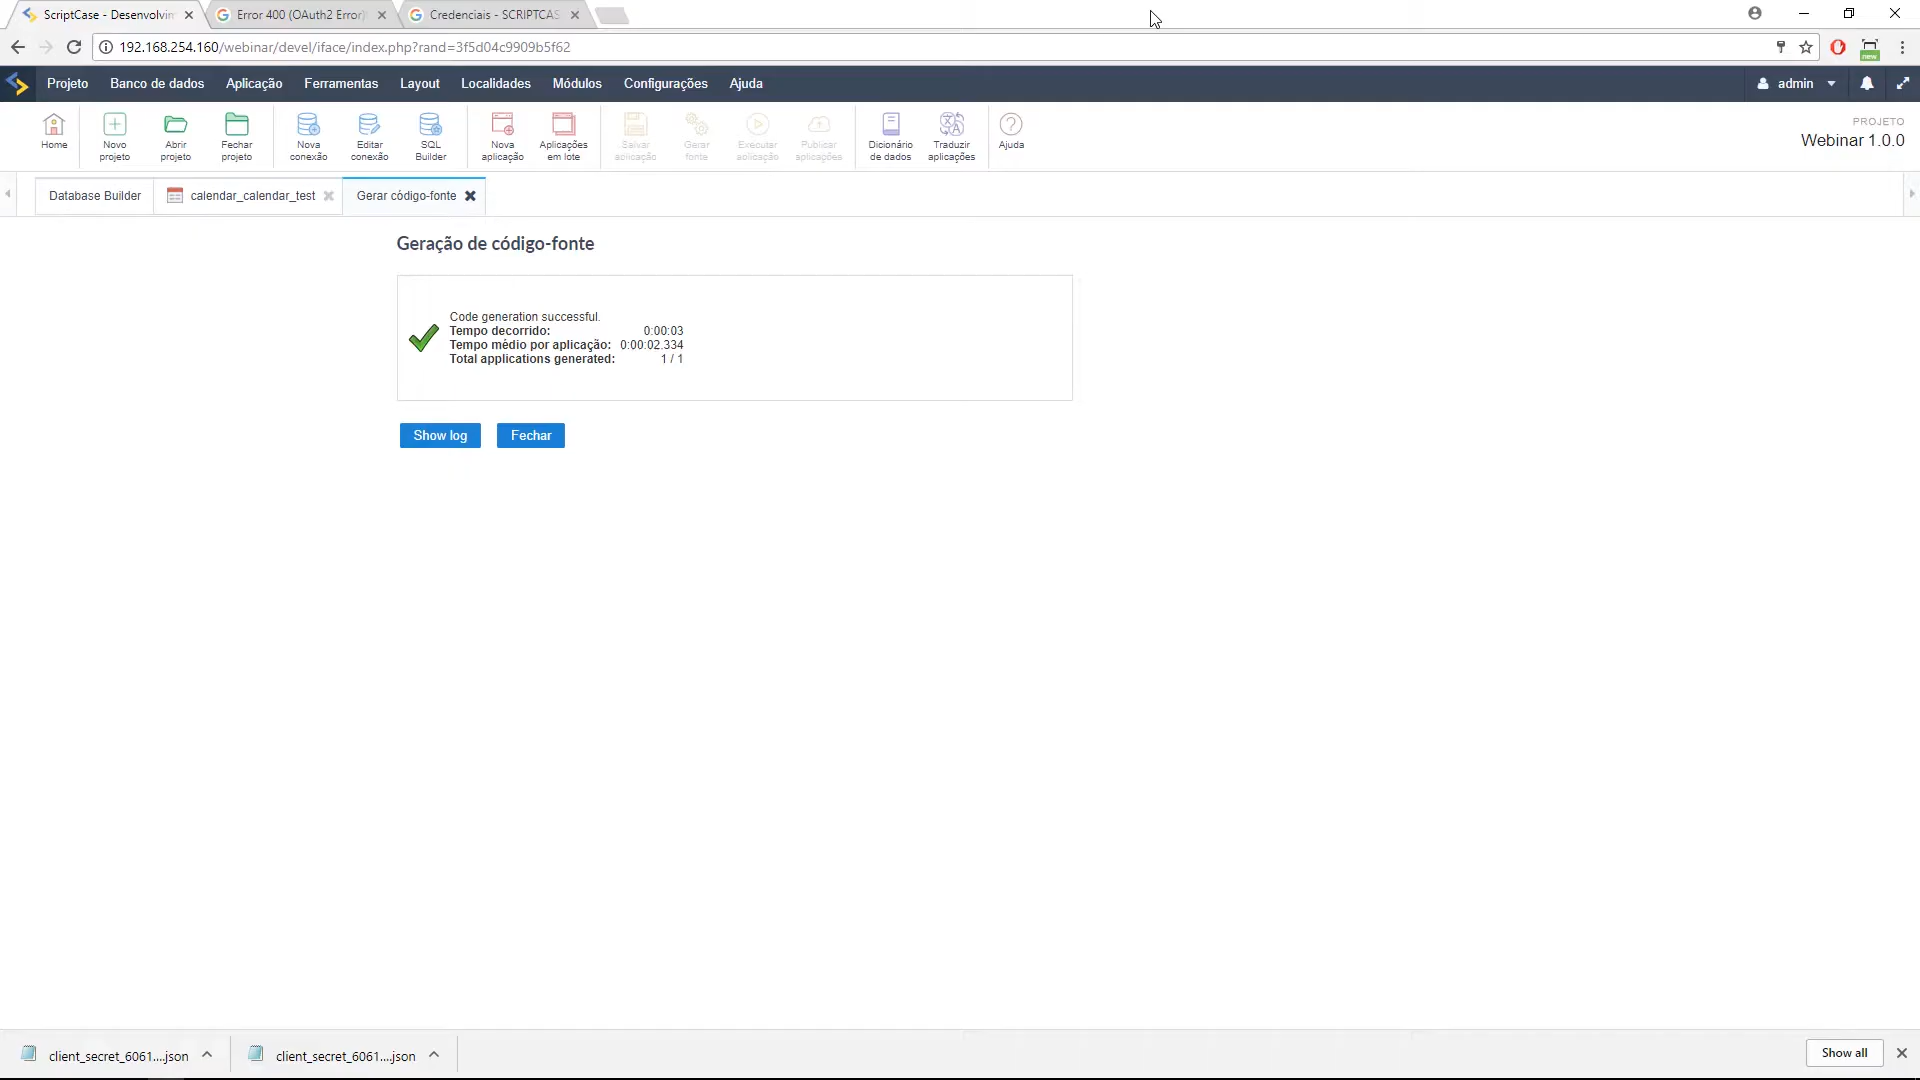 ScriptCase - Desenvolvin
Error 400 (OAuth2 Error)
Credenciais - SCRIPTCAS
192.168.254.160/webinar/devel/iface/index.php?rand=3f5d04c9909b5f62
new
Projeto Banco de dados Aplicação Ferramentas Layout Localidades Módulos Configurações Ajuda
admin
Home
Novo projeto
Abrir projeto
Fechar projeto
Nova conexão
Editar conexão
SQL Builder
Nova aplicação
Aplicações em lote
Salvar aplicação
Gerar fonte
Executar aplicação
Publicar aplicações
Dicionário de dados
Traduzir aplicações
Ajuda
PROJETO
Webinar 1.0.0
Database Builder
calendar_calendar_test
Gerar código-fonte
Geração de código-fonte
Code generation successful.
Tempo decorrido: 0:00:03
Tempo médio por aplicação: 0:00:02.334
Total applications generated: 1 / 1
Show log
Fechar
client_secret_6061....json
client_secret_6061....json
Show all